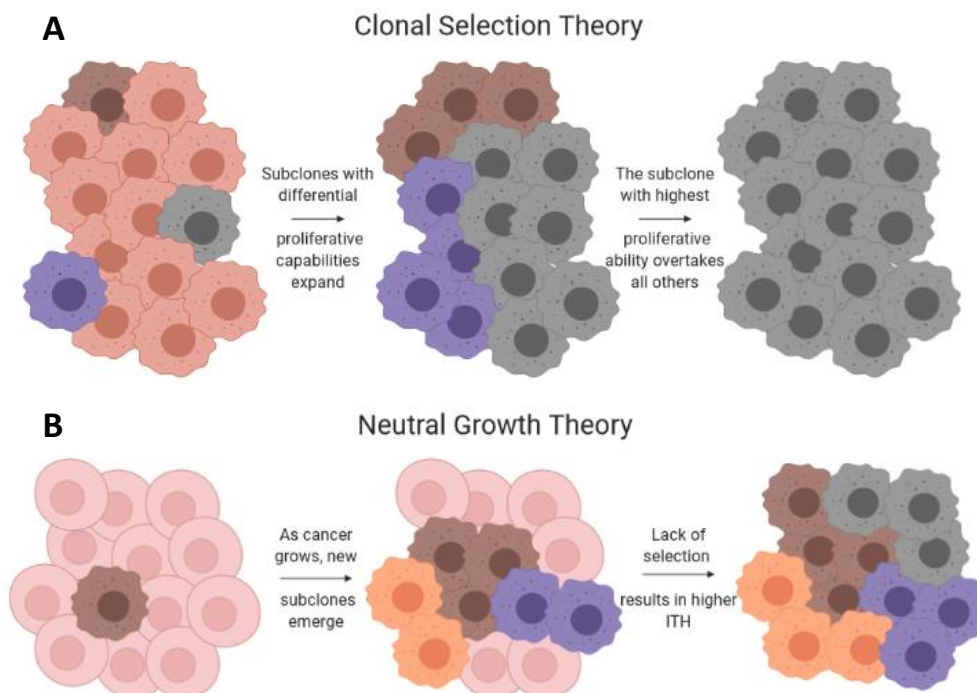 A
Clonal Selection Theory
Subclones with
differential
proliferative
capabilities
expand
The subclone
with highest
proliferative
ability overtakes
all others
B
Neutral Growth Theory
As cancer
grows, new
subclones
emerge
Lack of
selection
results in higher
ITH